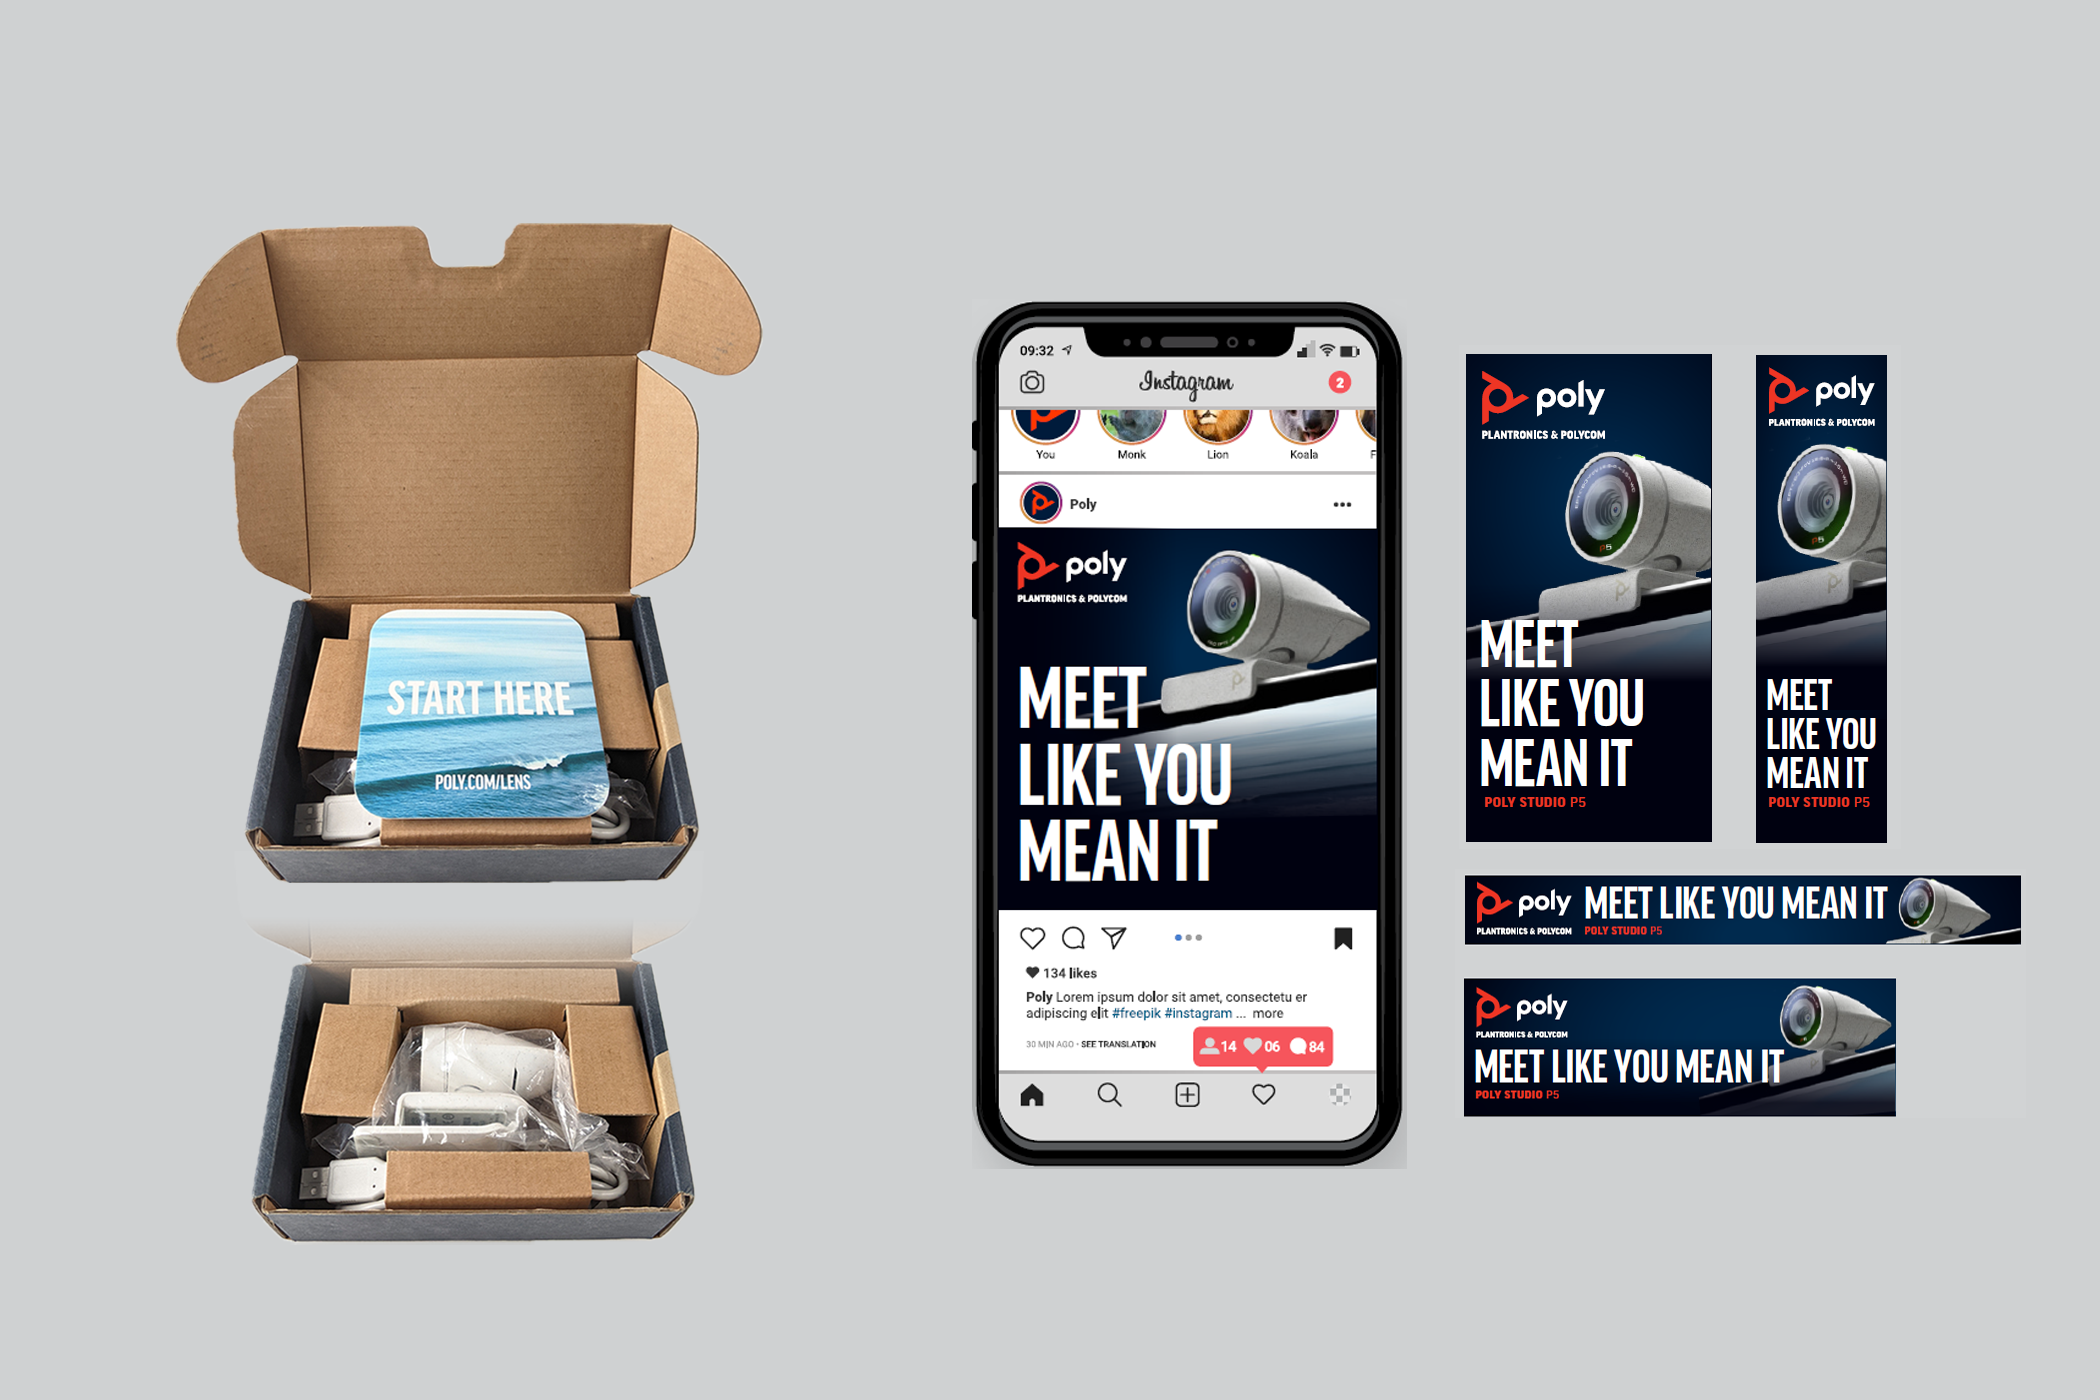 START HERE
POLY.COM/LENS
09:32
Instagram
2
You
Monk
Lion
Koala
F
Poly
poly
PLANTRONICS & POLYCOM
MEET
LIKE YOU
MEAN IT
134 likes
Poly Lorem ipsum dolor sit amet, consectetu er
adipiscing elit #freepik #instagram ... more
30 MIN AGO · SEE TRANSLATION
14 06 84
poly
PLANTRONICS & POLYCOM
P5
MEET
LIKE YOU
MEAN IT
POLY STUDIO P5
poly
PLANTRONICS & POLYCOM
P5
MEET
LIKE YOU
MEAN IT
POLY STUDIO P5
poly
PLANTRONICS & POLYCOM
MEET LIKE YOU MEAN IT
POLY STUDIO P5
poly
PLANTRONICS & POLYCOM
MEET LIKE YOU MEAN IT
POLY STUDIO P5